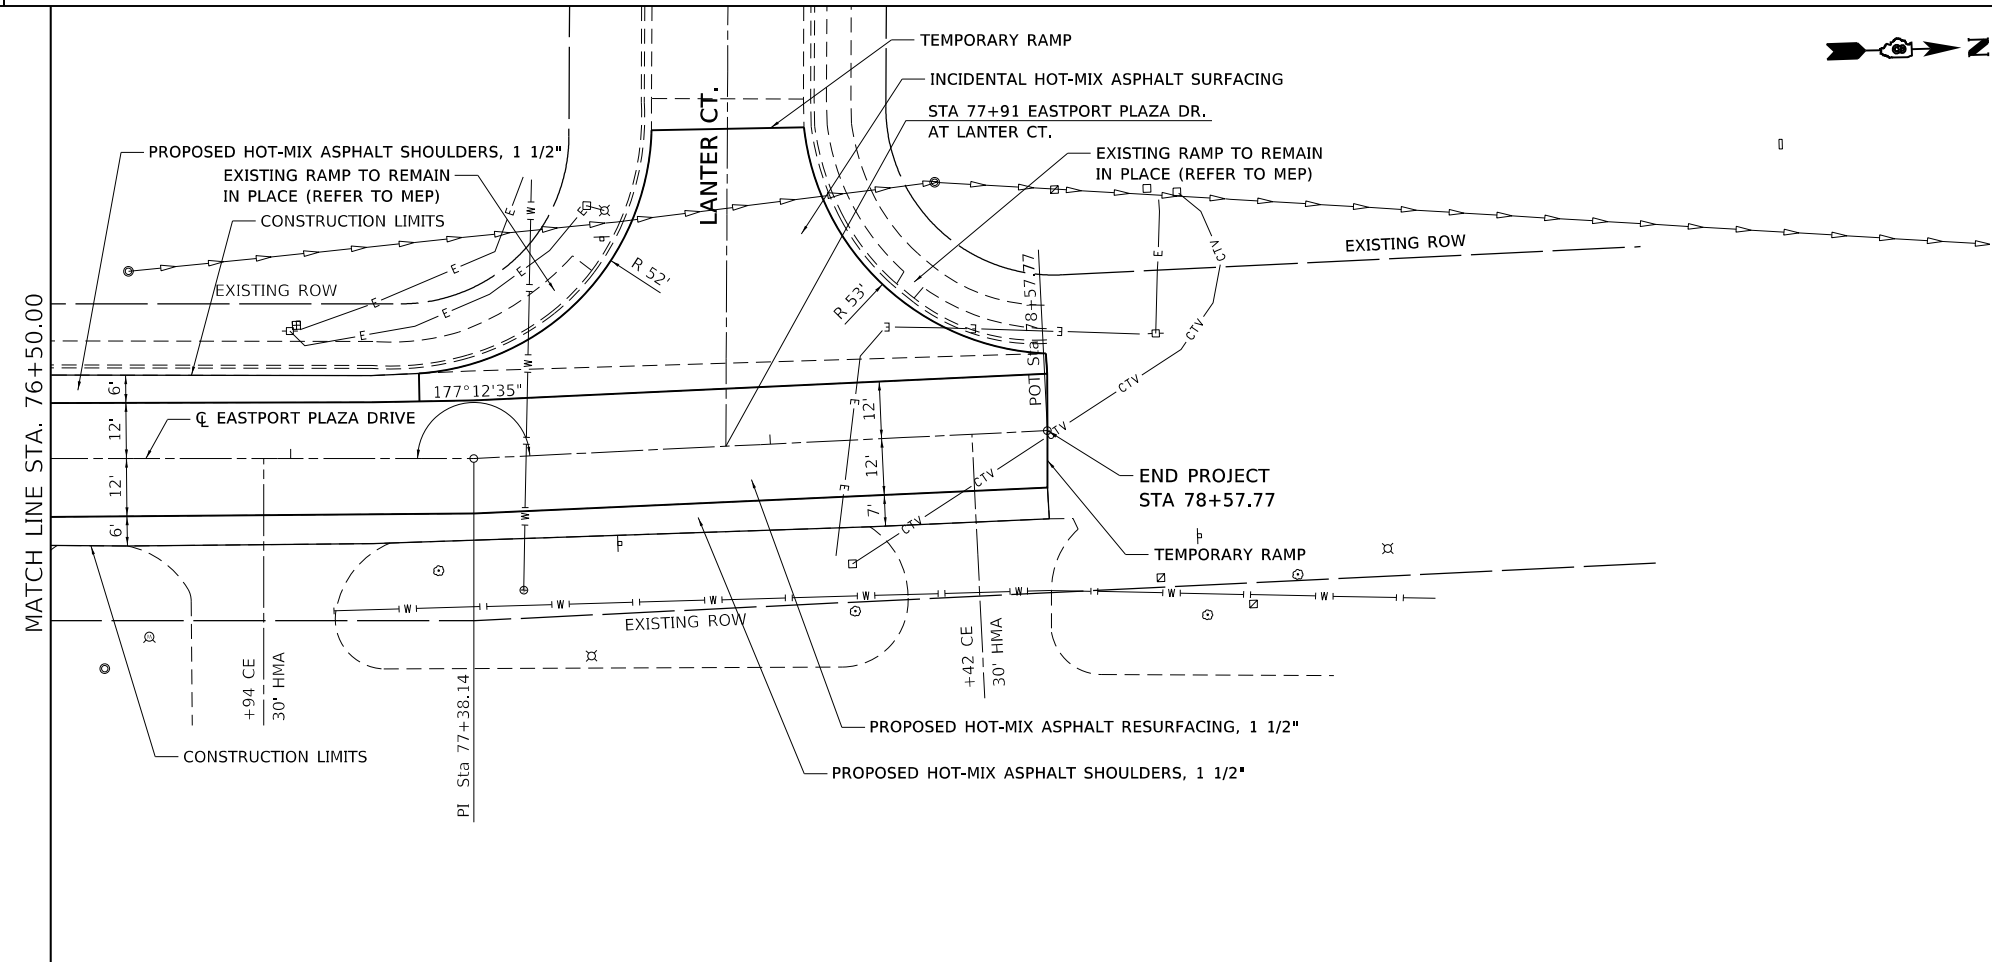 TEMPORARY RAMP
INCIDENTAL HOT-MIX ASPHALT SURFACING
STA 77+91 EASTPORT PLAZA DR.
AT LANTER CT.
N
LANTER CT.
PROPOSED HOT-MIX ASPHALT SHOULDERS, 1 1/2"
EXISTING RAMP TO REMAIN
IN PLACE (REFER TO MEP)
CONSTRUCTION LIMITS
EXISTING RAMP TO REMAIN
IN PLACE (REFER TO MEP)
EXISTING ROW
EXISTING ROW
R 52'
R 53'
E
E
E
E
E
E
W
W
W
W
W
E
E
E
E
E
E
CTV
CTV
CTV
CTV
CTV
CTV
MATCH LINE STA. 76+50.00
6'
12'
12'
6'
177°12'35"
℄ EASTPORT PLAZA DRIVE
12'
12'
7'
POT Sta 78+57.77
END PROJECT
STA 78+57.77
TEMPORARY RAMP
W
W
W
W
W
W
W
EXISTING ROW
+94 CE
30' HMA
PI Sta 77+38.14
+42 CE
30' HMA
PROPOSED HOT-MIX ASPHALT RESURFACING, 1 1/2"
CONSTRUCTION LIMITS
PROPOSED HOT-MIX ASPHALT SHOULDERS, 1 1/2"